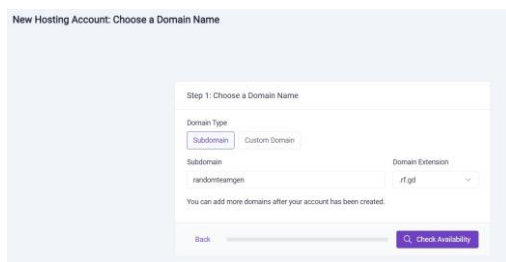 New Hosting Account: Choose a Domain Name
Step 1: Choose a Domain Name
Domain Type
Subdomain Custom Domain
Subdomain Domain Extension
randomteamgen .rf.gd
You can add more domains after your account has been created.
Back Check Availability